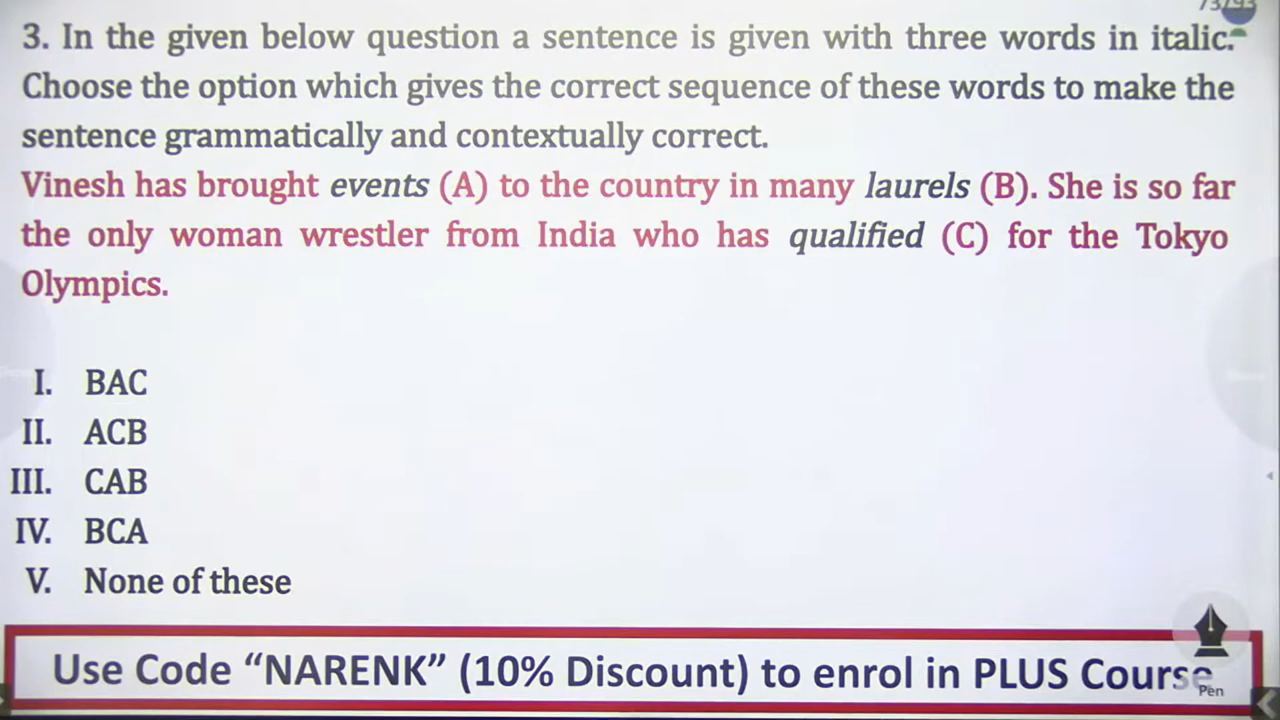 3. In the given below question a sentence is given with three words in italic.
Choose the option which gives the correct sequence of these words to make the
sentence grammatically and contextually correct.
Vinesh has brought events (A) to the country in many laurels (B). She is so far
the only woman wrestler from India who has qualified (C) for the Tokyo
Olympics.
I. BAC
II. ACB
III. CAB
IV. BCA
V. None of these
Use Code “NARENK” (10% Discount) to enrol in PLUS Course
Pen